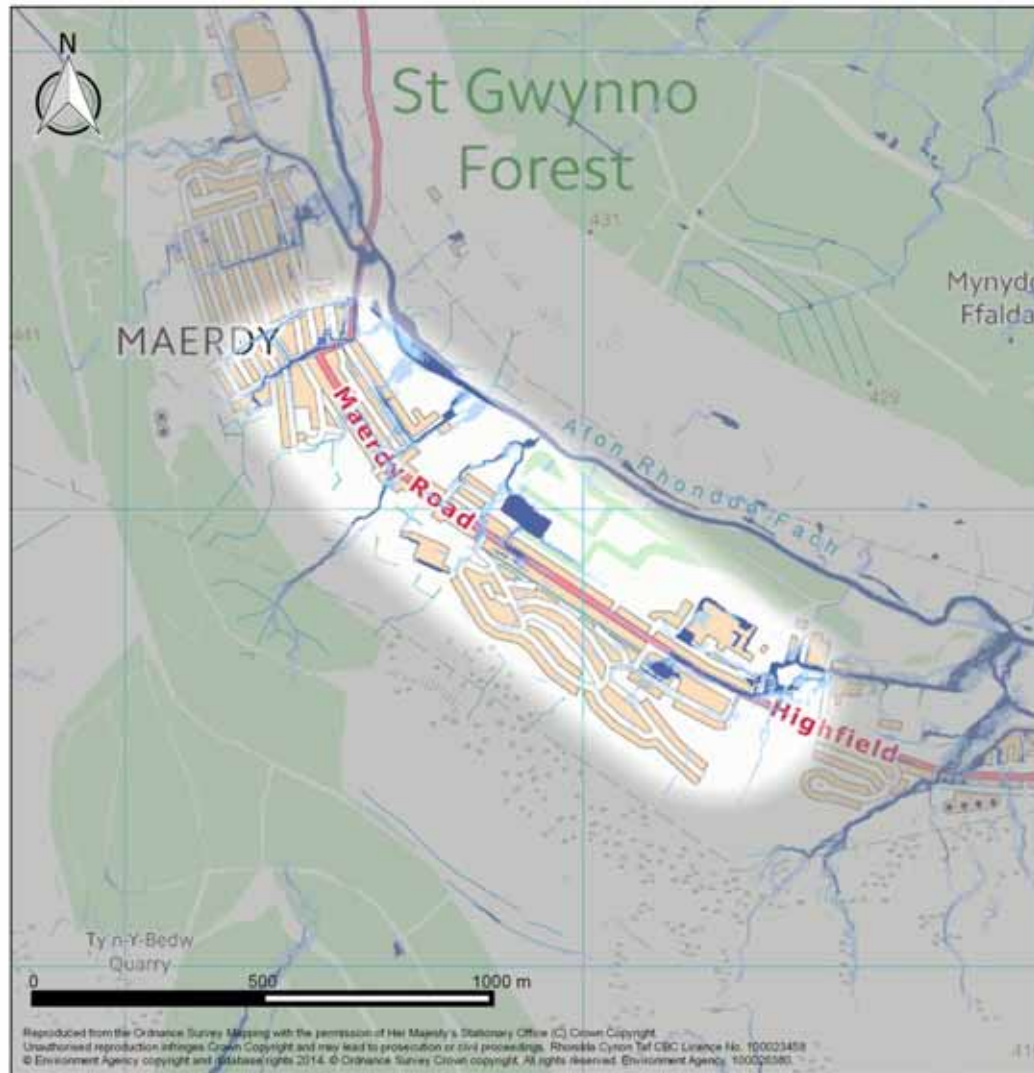 N
St Gwynno
Forest
431
Mynydd
Ffalda
MAERDY
441
429
Maerdy Road
Afon Rhondda Fach
Highfield
Ty n-Y-Bedw
Quarry
0 500 1000 m
Reproduced from the Ordnance Survey Mapping with the permission of Her Majesty's Stationary Office (C) Crown Copyright.
Unauthorised reproduction infringes Crown Copyright and may lead to prosecution or civil proceedings. Rhondda Cynon Taf CBC Licence No. 100023458
© Environment Agency copyright and database rights 2014. © Ordnance Survey Crown copyright. All rights reserved. Environment Agency, 100026380.